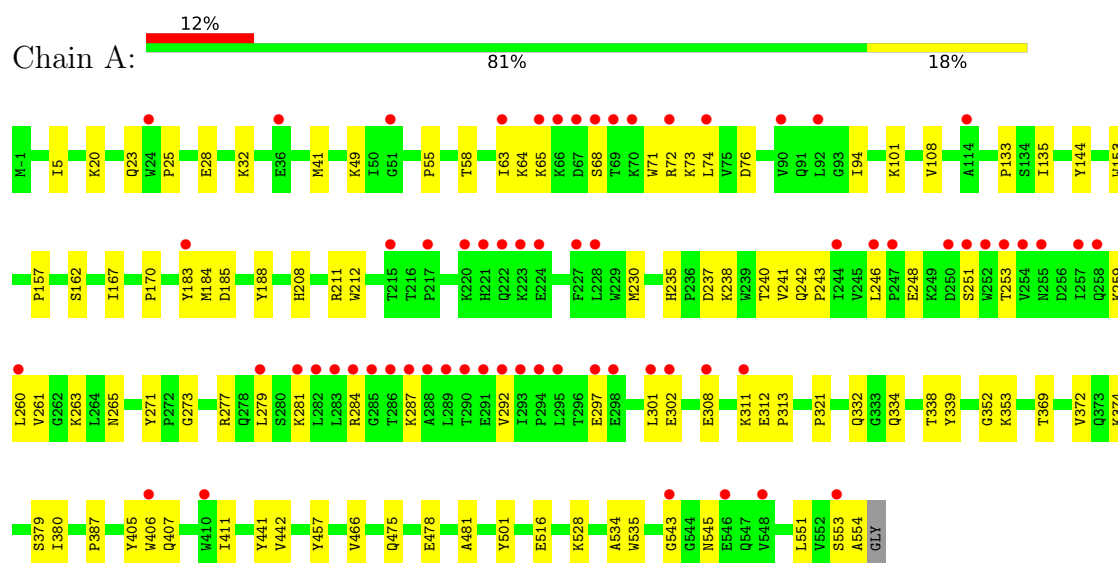 12%
Chain A:
81% 18%
M-1 I5 K20 Q23 W24 P25 E28 K32 E36 M41 K49 I50 G51 P55 T58 I63 K64 K65 K66 D67 S68 T69 K70 W71 R72 K73 L74 V75 D76 V90 Q91 L92 G93 I94 K101 V108 A114 P133 S134 I135 Y144 W153
P157 S162 I167 P170 Y183 M184 D185 Y188 H208 R211 W212 T215 T216 P217 K220 H221 Q222 K223 E224 F227 L228 W229 M230 H235 P236 D237 K238 W239 T240 V241 Q242 P243 I244 V245 L246 P247 E248 K249 D250 S251 W252 T253 V254 N255 D256 I257 Q258 K259
L260 V261 G262 K263 L264 N265 Y271 P272 G273 R277 Q278 L279 S280 K281 L282 L283 R284 G285 T286 K287 A288 L289 T290 E291 V292 I293 P294 L295 T296 E297 E298 L301 E302 E308 K311 E312 P313 P321 Q332 G333 Q334 T338 Y339 G352 K353 T369 V372 Q373 K374
S379 I380 P387 Y405 W406 Q407 W410 I411 Y441 V442 Y457 V466 Q475 E478 A481 Y501 E516 K528 A534 W535 G543 G544 N545 E546 Q547 V548 L551 V552 S553 A554 GLY